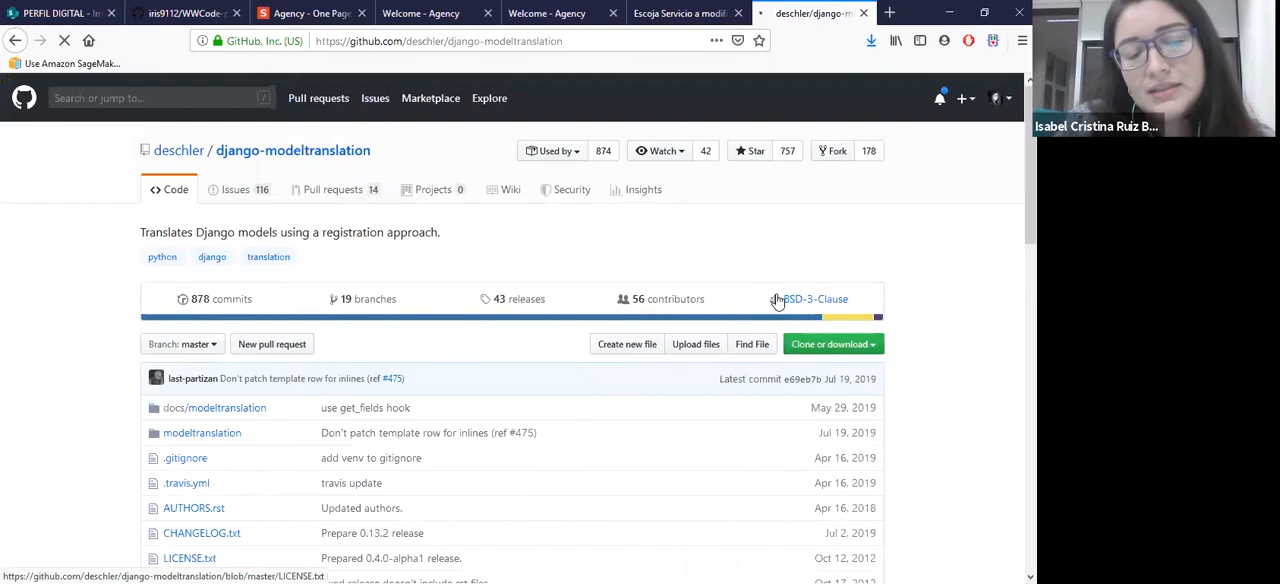 PERFIL DIGITAL - In
iris9112/WWCode-p
Agency - One Page
Welcome - Agency
Welcome - Agency
Escoja Servicio a modifi
deschler/django-m
GitHub, Inc. (US)
https://github.com/deschler/django-modeltranslation
Use Amazon SageMak...
Isabel Cristina Ruiz B...
Search or jump to...
/
Pull requests
Issues
Marketplace
Explore
deschler / django-modeltranslation
Used by 874
Watch 42
Star 757
Fork 178
Code
Issues 116
Pull requests 14
Projects 0
Wiki
Security
Insights
Translates Django models using a registration approach.
python
django
translation
878 commits
19 branches
43 releases
56 contributors
BSD-3-Clause
Branch: master
New pull request
Create new file
Upload files
Find File
Clone or download
last-partizan Don't patch template row for inlines (ref #475)
Latest commit e69eb7b Jul 19, 2019
docs/modeltranslation use get_fields hook May 29, 2019
modeltranslation Don't patch template row for inlines (ref #475) Jul 19, 2019
.gitignore add venv to gitignore Apr 16, 2019
.travis.yml travis update Apr 16, 2019
AUTHORS.rst Updated authors. Apr 16, 2018
CHANGELOG.txt Prepare 0.13.2 release Jul 2, 2019
LICENSE.txt Prepared 0.4.0-alpha1 release. Oct 12, 2012
https://github.com/deschler/django-modeltranslation/blob/master/LICENSE.txt
release doesn't include rst files
Oct 17, 2012